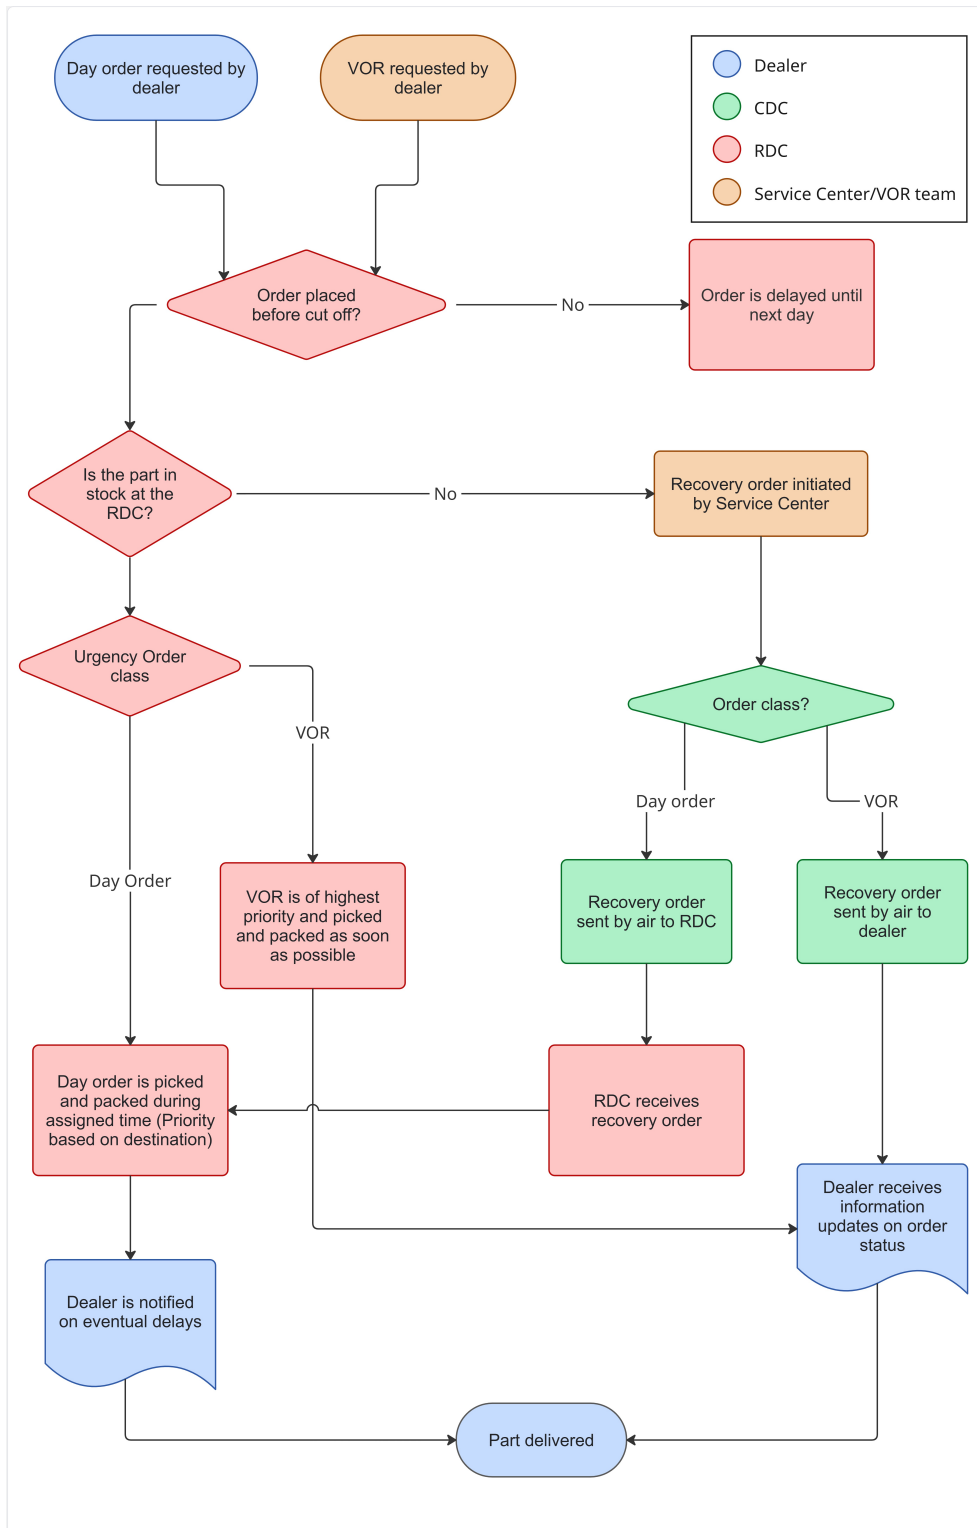 Day order requested by
dealer
VOR requested by
dealer
Dealer
CDC
RDC
Service Center/VOR team
Order placed
before cut off?
No
Order is delayed until
next day
Is the part in
stock at the
RDC?
No
Recovery order initiated
by Service Center
Urgency Order
class
VOR
Order class?
Day order
VOR
Day Order
VOR is of highest
priority and picked
and packed as soon
as possible
Recovery order
sent by air to RDC
Recovery order
sent by air to
dealer
Day order is picked
and packed during
assigned time (Priority
based on destination)
RDC receives
recovery order
Dealer receives
information
updates on order
status
Dealer is notified
on eventual delays
Part delivered